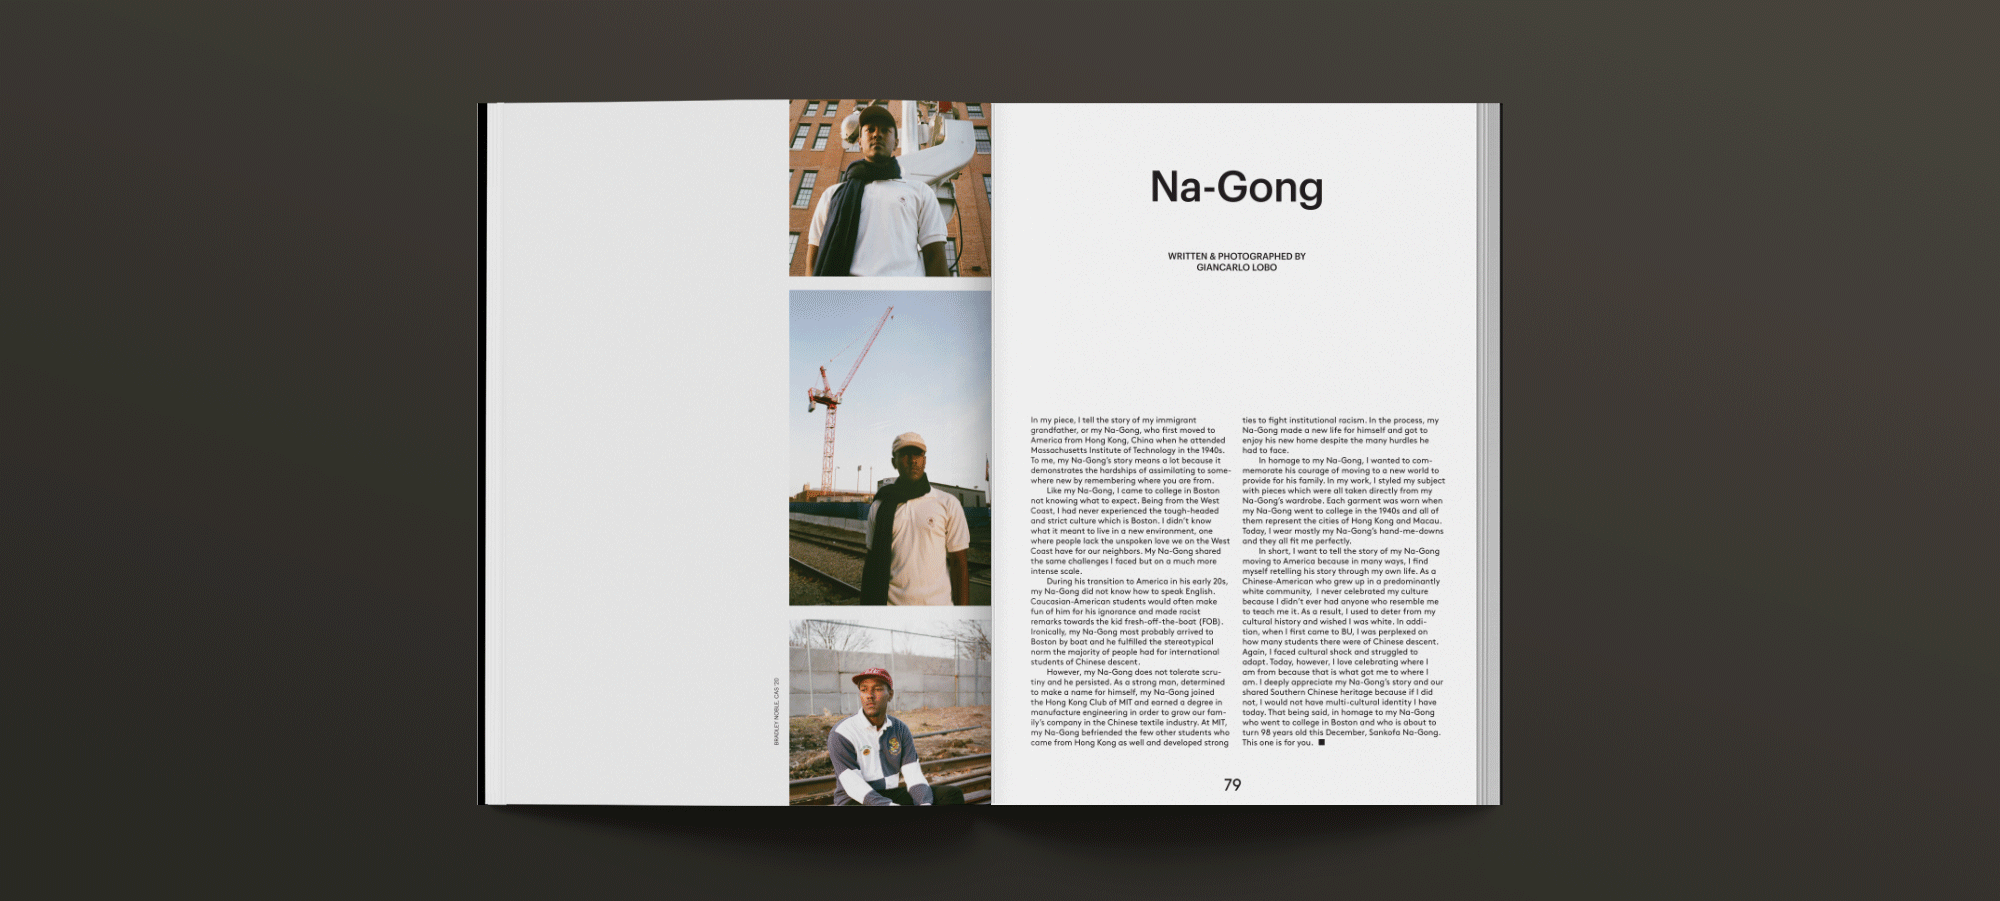 BRADLEY NOBLE, CAS '20
Na-Gong
WRITTEN & PHOTOGRAPHED BY
GIANCARLO LOBO
In my piece, I tell the story of my immigrant
grandfather, or my Na-Gong, who first moved to
America from Hong Kong, China when he attended
Massachusetts Institute of Technology in the 1940s.
To me, my Na-Gong's story means a lot because it
demonstrates the hardships of assimilating to some-
where new by remembering where you are from.
Like my Na-Gong, I came to college in Boston
not knowing what to expect. Being from the West
Coast, I had never experienced the tough-headed
and strict culture which is Boston. I didn't know
what it meant to live in a new environment, one
where people lack the unspoken love we on the West
Coast have for our neighbors. My Na-Gong shared
the same challenges I faced but on a much more
intense scale.
During his transition to America in his early 20s,
my Na-Gong did not know how to speak English.
Caucasian-American students would often make
fun of him for his ignorance and made racist
remarks towards the kid fresh-off-the-boat (FOB).
Ironically, my Na-Gong most probably arrived to
Boston by boat and he fulfilled the stereotypical
norm the majority of people had for international
students of Chinese descent.
However, my Na-Gong does not tolerate scru-
tiny and he persisted. As a strong man, determined
to make a name for himself, my Na-Gong joined
the Hong Kong Club of MIT and earned a degree in
manufacture engineering in order to grow our fam-
ily's company in the Chinese textile industry. At MIT,
my Na-Gong befriended the few other students who
came from Hong Kong as well and developed strong
ties to fight institutional racism. In the process, my
Na-Gong made a new life for himself and got to
enjoy his new home despite the many hurdles he
had to face.
In homage to my Na-Gong, I wanted to com-
memorate his courage of moving to a new world to
provide for his family. In my work, I styled my subject
with pieces which were all taken directly from my
Na-Gong's wardrobe. Each garment was worn when
my Na-Gong went to college in the 1940s and all of
them represent the cities of Hong Kong and Macau.
Today, I wear mostly my Na-Gong's hand-me-downs
and they all fit me perfectly.
In short, I want to tell the story of my Na-Gong
moving to America because in many ways, I find
myself retelling his story through my own life. As a
Chinese-American who grew up in a predominantly
white community, I never celebrated my culture
because I didn't ever had anyone who resemble me
to teach me it. As a result, I used to deter from my
cultural history and wished I was white. In addi-
tion, when I first came to BU, I was perplexed on
how many students there were of Chinese descent.
Again, I faced cultural shock and struggled to
adapt. Today, however, I love celebrating where I
am from because that is what got me to where I
am. I deeply appreciate my Na-Gong's story and our
shared Southern Chinese heritage because if I did
not, I would not have multi-cultural identity I have
today. That being said, in homage to my Na-Gong
who went to college in Boston and who is about to
turn 98 years old this December, Sankofa Na-Gong.
This one is for you. ■
79